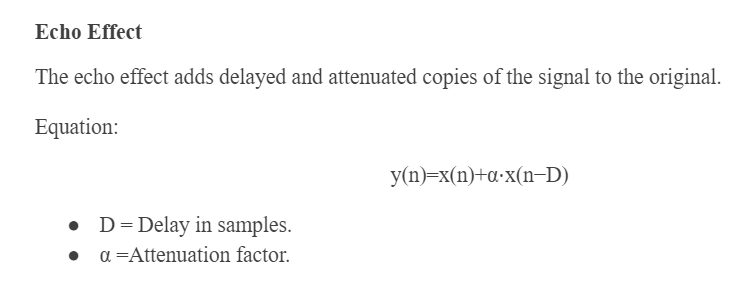 Echo Effect
The echo effect adds delayed and attenuated copies of the signal to the original.
Equation:
y(n)=x(n)+α·x(n−D)
● D = Delay in samples.
● α =Attenuation factor.